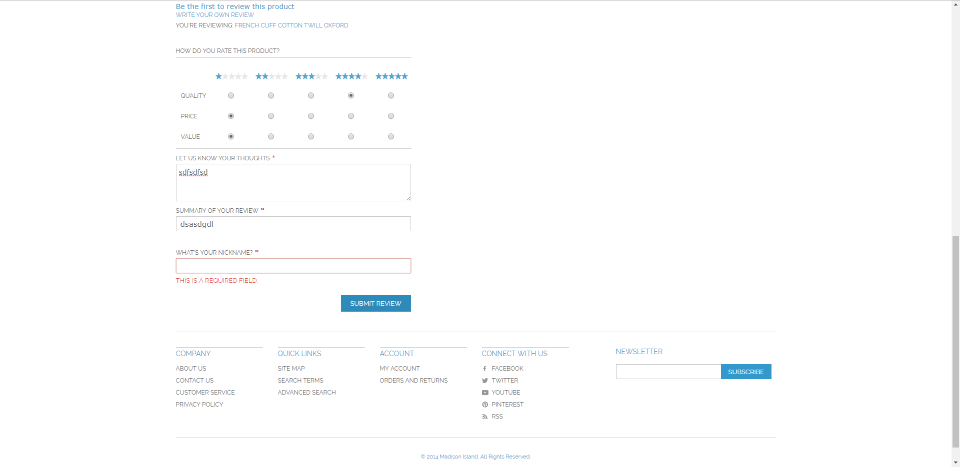 Be the first to review this product
WRITE YOUR OWN REVIEW
YOU'RE REVIEWING: FRENCH CUFF COTTON TWILL OXFORD
HOW DO YOU RATE THIS PRODUCT?
QUALITY
PRICE
VALUE
LET US KNOW YOUR THOUGHTS *
sdfsdfsd
SUMMARY OF YOUR REVIEW *
dsasdgdl
WHAT'S YOUR NICKNAME? *
THIS IS A REQUIRED FIELD.
SUBMIT REVIEW
COMPANY
ABOUT US
CONTACT US
CUSTOMER SERVICE
PRIVACY POLICY
QUICK LINKS
SITE MAP
SEARCH TERMS
ADVANCED SEARCH
ACCOUNT
MY ACCOUNT
ORDERS AND RETURNS
CONNECT WITH US
FACEBOOK
TWITTER
YOUTUBE
PINTEREST
RSS
NEWSLETTER
SUBSCRIBE
© 2014 Madison Island. All Rights Reserved.